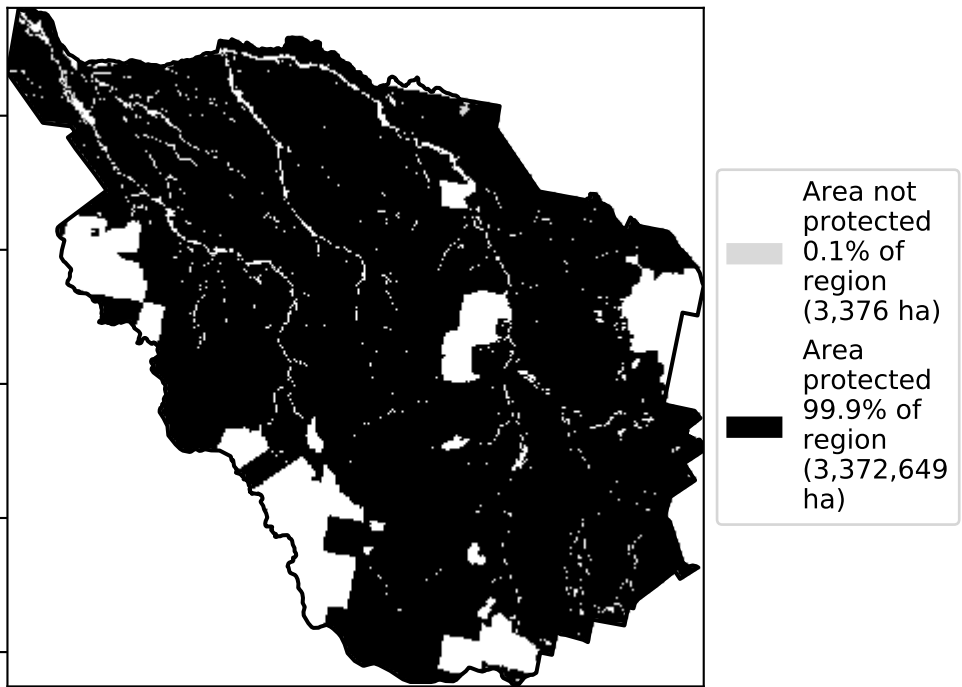 Area not
protected
0.1% of
region
(3,376 ha)
Area
protected
99.9% of
region
(3,372,649
ha)